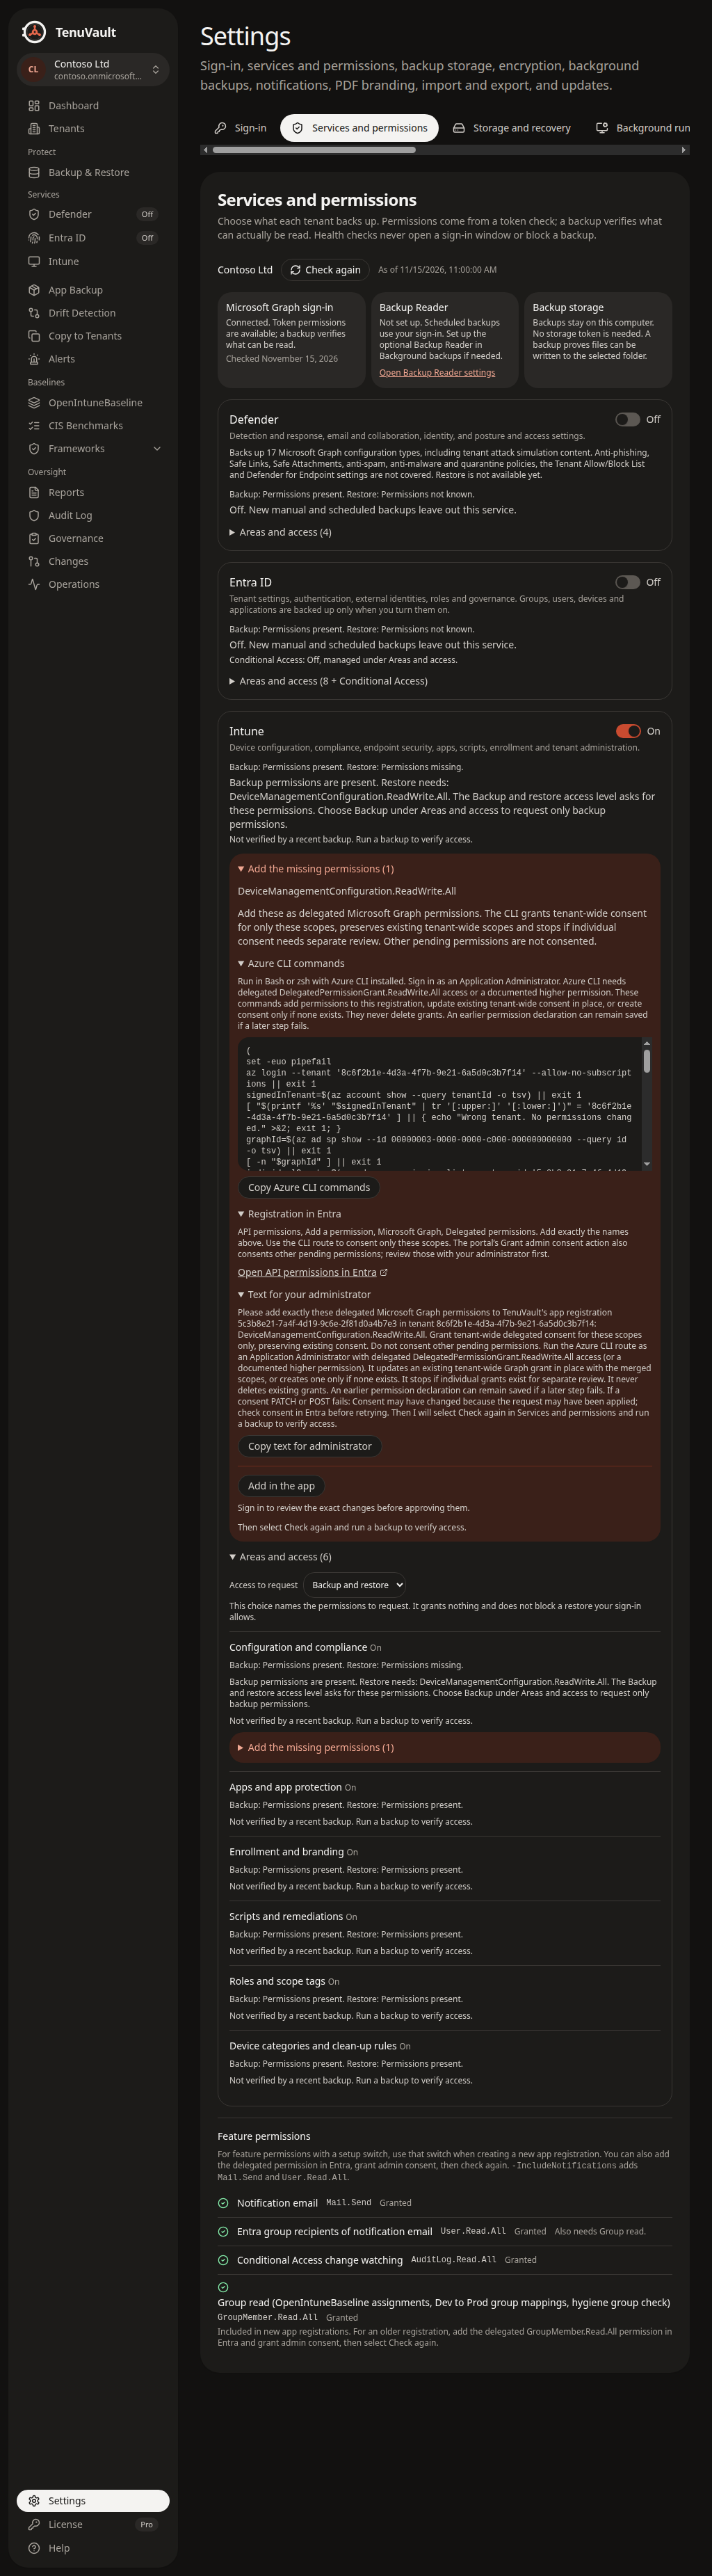 TenuVault
CL
Contoso Ltd
contoso.onmicrosoft...
Dashboard
Tenants
Protect
Backup & Restore
Services
Defender
Off
Entra ID
Off
Intune
App Backup
Drift Detection
Copy to Tenants
Alerts
Baselines
OpenIntuneBaseline
CIS Benchmarks
Frameworks
Oversight
Reports
Audit Log
Governance
Changes
Operations
Settings
License
Pro
Help
Settings
Sign-in, services and permissions, backup storage, encryption, background
backups, notifications, PDF branding, import and export, and updates.
Sign-in
Services and permissions
Storage and recovery
Background run
Services and permissions
Choose what each tenant backs up. Permissions come from a token check; a backup verifies what
can actually be read. Health checks never open a sign-in window or block a backup.
Contoso Ltd
Check again
As of 11/15/2026, 11:00:00 AM
Microsoft Graph sign-in
Connected. Token permissions
are available; a backup verifies
what can be read.
Checked November 15, 2026
Backup Reader
Not set up. Scheduled backups
use your sign-in. Set up the
optional Backup Reader in
Background backups if needed.
Open Backup Reader settings
Backup storage
Backups stay on this computer.
No storage token is needed. A
backup proves files can be
written to the selected folder.
Defender
Off
Detection and response, email and collaboration, identity, and posture and access settings.
Backs up 17 Microsoft Graph configuration types, including tenant attack simulation content. Anti-phishing,
Safe Links, Safe Attachments, anti-spam, anti-malware and quarantine policies, the Tenant Allow/Block List
and Defender for Endpoint settings are not covered. Restore is not available yet.
Backup: Permissions present. Restore: Permissions not known.
Off. New manual and scheduled backups leave out this service.
Areas and access (4)
Entra ID
Off
Tenant settings, authentication, external identities, roles and governance. Groups, users, devices and
applications are backed up only when you turn them on.
Backup: Permissions present. Restore: Permissions not known.
Off. New manual and scheduled backups leave out this service.
Conditional Access: Off, managed under Areas and access.
Areas and access (8 + Conditional Access)
Intune
On
Device configuration, compliance, endpoint security, apps, scripts, enrollment and tenant administration.
Backup: Permissions present. Restore: Permissions missing.
Backup permissions are present. Restore needs:
DeviceManagementConfiguration.ReadWrite.All. The Backup and restore access level asks for
these permissions. Choose Backup under Areas and access to request only backup
permissions.
Not verified by a recent backup. Run a backup to verify access.
Add the missing permissions (1)
DeviceManagementConfiguration.ReadWrite.All
Add these as delegated Microsoft Graph permissions. The CLI grants tenant-wide consent
for only these scopes, preserves existing tenant-wide scopes and stops if individual
consent needs separate review. Other pending permissions are not consented.
Azure CLI commands
Run in Bash or zsh with Azure CLI installed. Sign in as an Application Administrator. Azure CLI needs
delegated DelegatedPermissionGrant.ReadWrite.All access or a documented higher permission. These
commands add permissions to this registration, update existing tenant-wide consent in place, or create
consent only if none exists. They never delete grants. An earlier permission declaration can remain saved
if a later step fails.
(
set -euo pipefail
az login --tenant '8c6f2b1e-4d3a-4f7b-9e21-6a5d0c3b7f14' --allow-no-subscript
ions || exit 1
signedInTenant=$(az account show --query tenantId -o tsv) || exit 1
[ "$(printf '%s' "$signedInTenant" | tr '[:upper:]' '[:lower:]')" = '8c6f2b1e
-4d3a-4f7b-9e21-6a5d0c3b7f14' ] || { echo "Wrong tenant. No permissions chang
ed." >&2; exit 1; }
graphId=$(az ad sp show --id 00000003-0000-0000-c000-000000000000 --query id
-o tsv) || exit 1
[ -n "$graphId" ] || exit 1
Copy Azure CLI commands
Registration in Entra
API permissions, Add a permission, Microsoft Graph, Delegated permissions. Add exactly the names
above. Use the CLI route to consent only these scopes. The portal's Grant admin consent action also
consents other pending permissions; review those with your administrator first.
Open API permissions in Entra
Text for your administrator
Please add exactly these delegated Microsoft Graph permissions to TenuVault's app registration
5c3b8e21-7a4f-4d19-9c6e-2f81d0a4b7e3 in tenant 8c6f2b1e-4d3a-4f7b-9e21-6a5d0c3b7f14:
DeviceManagementConfiguration.ReadWrite.All. Grant tenant-wide delegated consent for these scopes
only, preserving existing consent. Do not consent other pending permissions. Run the Azure CLI route as
an Application Administrator with delegated DelegatedPermissionGrant.ReadWrite.All access (or a
documented higher permission). It updates an existing tenant-wide Graph grant in place with the merged
scopes, or creates one only if none exists. It stops if individual grants exist for separate review. It never
deletes existing grants. An earlier permission declaration can remain saved if a later step fails. If a
consent PATCH or POST fails: Consent may have changed because the request may have been applied;
check consent in Entra before retrying. Then I will select Check again in Services and permissions and run
a backup to verify access.
Copy text for administrator
Add in the app
Sign in to review the exact changes before approving them.
Then select Check again and run a backup to verify access.
Areas and access (6)
Access to request
Backup and restore
This choice names the permissions to request. It grants nothing and does not block a restore your sign-in
allows.
Configuration and compliance On
Backup: Permissions present. Restore: Permissions missing.
Backup permissions are present. Restore needs: DeviceManagementConfiguration.ReadWrite.All. The Backup
and restore access level asks for these permissions. Choose Backup under Areas and access to request only
backup permissions.
Not verified by a recent backup. Run a backup to verify access.
Add the missing permissions (1)
Apps and app protection On
Backup: Permissions present. Restore: Permissions present.
Not verified by a recent backup. Run a backup to verify access.
Enrollment and branding On
Backup: Permissions present. Restore: Permissions present.
Not verified by a recent backup. Run a backup to verify access.
Scripts and remediations On
Backup: Permissions present. Restore: Permissions present.
Not verified by a recent backup. Run a backup to verify access.
Roles and scope tags On
Backup: Permissions present. Restore: Permissions present.
Not verified by a recent backup. Run a backup to verify access.
Device categories and clean-up rules On
Backup: Permissions present. Restore: Permissions present.
Not verified by a recent backup. Run a backup to verify access.
Feature permissions
For feature permissions with a setup switch, use that switch when creating a new app registration. You can also add
the delegated permission in Entra, grant admin consent, then check again. -IncludeNotifications adds
Mail.Send and User.Read.All.
Notification email Mail.Send Granted
Entra group recipients of notification email User.Read.All Granted Also needs Group read.
Conditional Access change watching AuditLog.Read.All Granted
Group read (OpenIntuneBaseline assignments, Dev to Prod group mappings, hygiene group check)
GroupMember.Read.All Granted
Included in new app registrations. For an older registration, add the delegated GroupMember.Read.All permission in
Entra and grant admin consent, then select Check again.